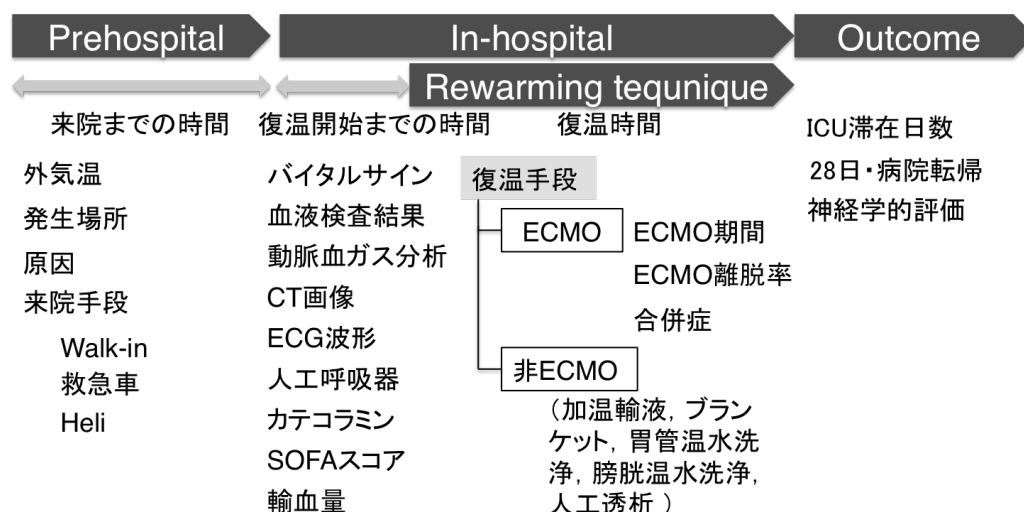 Prehospital
In-hospital
Outcome
Rewarming tequnique
来院までの時間
復温開始までの時間
復温時間
外気温
発生場所
原因
来院手段
Walk-in
救急車
Heli
バイタルサイン
血液検査結果
動脈血ガス分析
CT画像
ECG波形
人工呼吸器
カテコラミン
SOFAスコア
輸血量
復温手段
ECMO
ECMO期間
ECMO離脱率
合併症
非ECMO
（加温輸液, ブラン
ケット, 胃管温水洗
浄, 膀胱温水洗浄,
人工透析 ）
ICU滞在日数
28日・病院転帰
神経学的評価